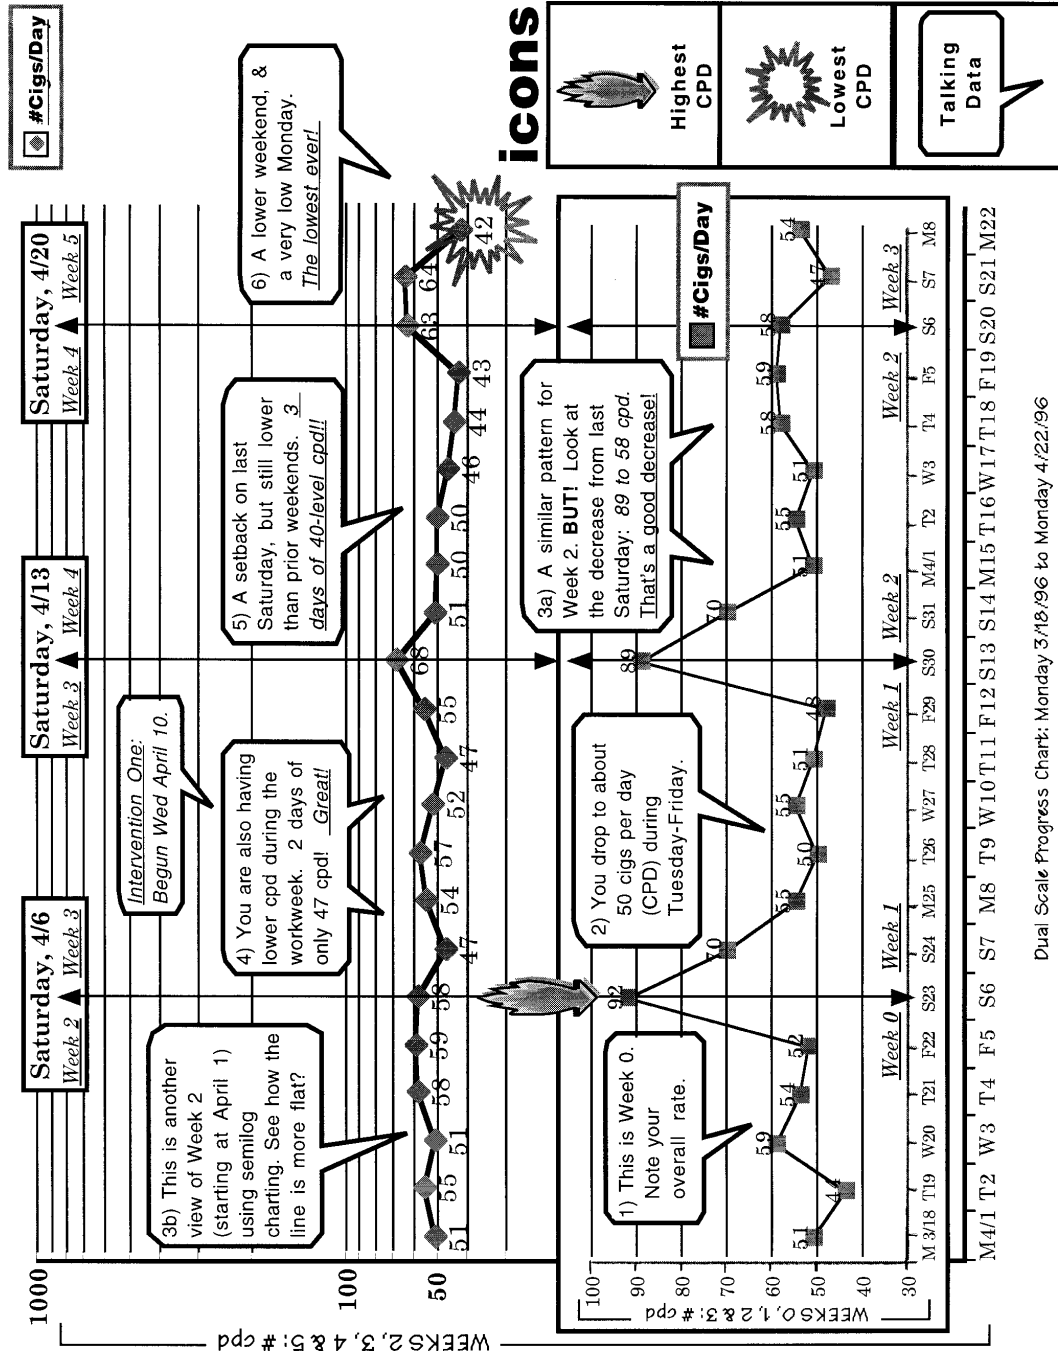 #Cigs/Day
Saturday, 4/6
Week 2 Week 3
Saturday, 4/13
Week 3 Week 4
Saturday, 4/20
Week 4 Week 5
Intervention One:
Begun Wed April 10.
3b) This is another
view of Week 2
(starting at April 1)
using semilog
charting. See how the
line is more flat?
4) You are also having
lower cpd during the
workweek. 2 days of
only 47 cpd! Great!
5) A setback on last
Saturday, but still lower
than prior weekends. 3
days of 40-level cpd!!
6) A lower weekend, &
a very low Monday.
The lowest ever!
1000
100
50
WEEKS 2, 3, 4 & 5: # cpd
51 55 51 58 59 58 47 54 57 52 47 55 68 51 50 50 46 44 43 63 64 42
icons
Highest
CPD
Lowest
CPD
Talking
Data
#Cigs/Day
1) This is Week 0.
Note your
overall rate.
2) You drop to about
50 cigs per day
(CPD) during
Tuesday-Friday.
3a) A similar pattern for
Week 2. BUT! Look at
the decrease from last
Saturday: 89 to 58 cpd.
That's a good decrease!
100
90
80
70
60
50
40
30
WEEKS 0, 1, 2 & 3: # cpd
51 44 59 54 52 92 70 55 50 55 51 48 89 70 51 55 51 58 59 58 47 54
Week 0 Week 1 Week 1 Week 2 Week 2 Week 3
M 3/18 T19 W20 T21 F22 S23 S24 M25 T26 W27 T28 F29 S30 S31 M4/1 T2 W3 T4 F5 S6 S7 M8
M4/1 T2 W3 T4 F5 S6 S7 M8 T9 W10 T11 F12 S13 S14 M15 T16 W17 T18 F19 S20 S21 M22
Dual Scale Progress Chart: Monday 3/18/96 to Monday 4/22/96